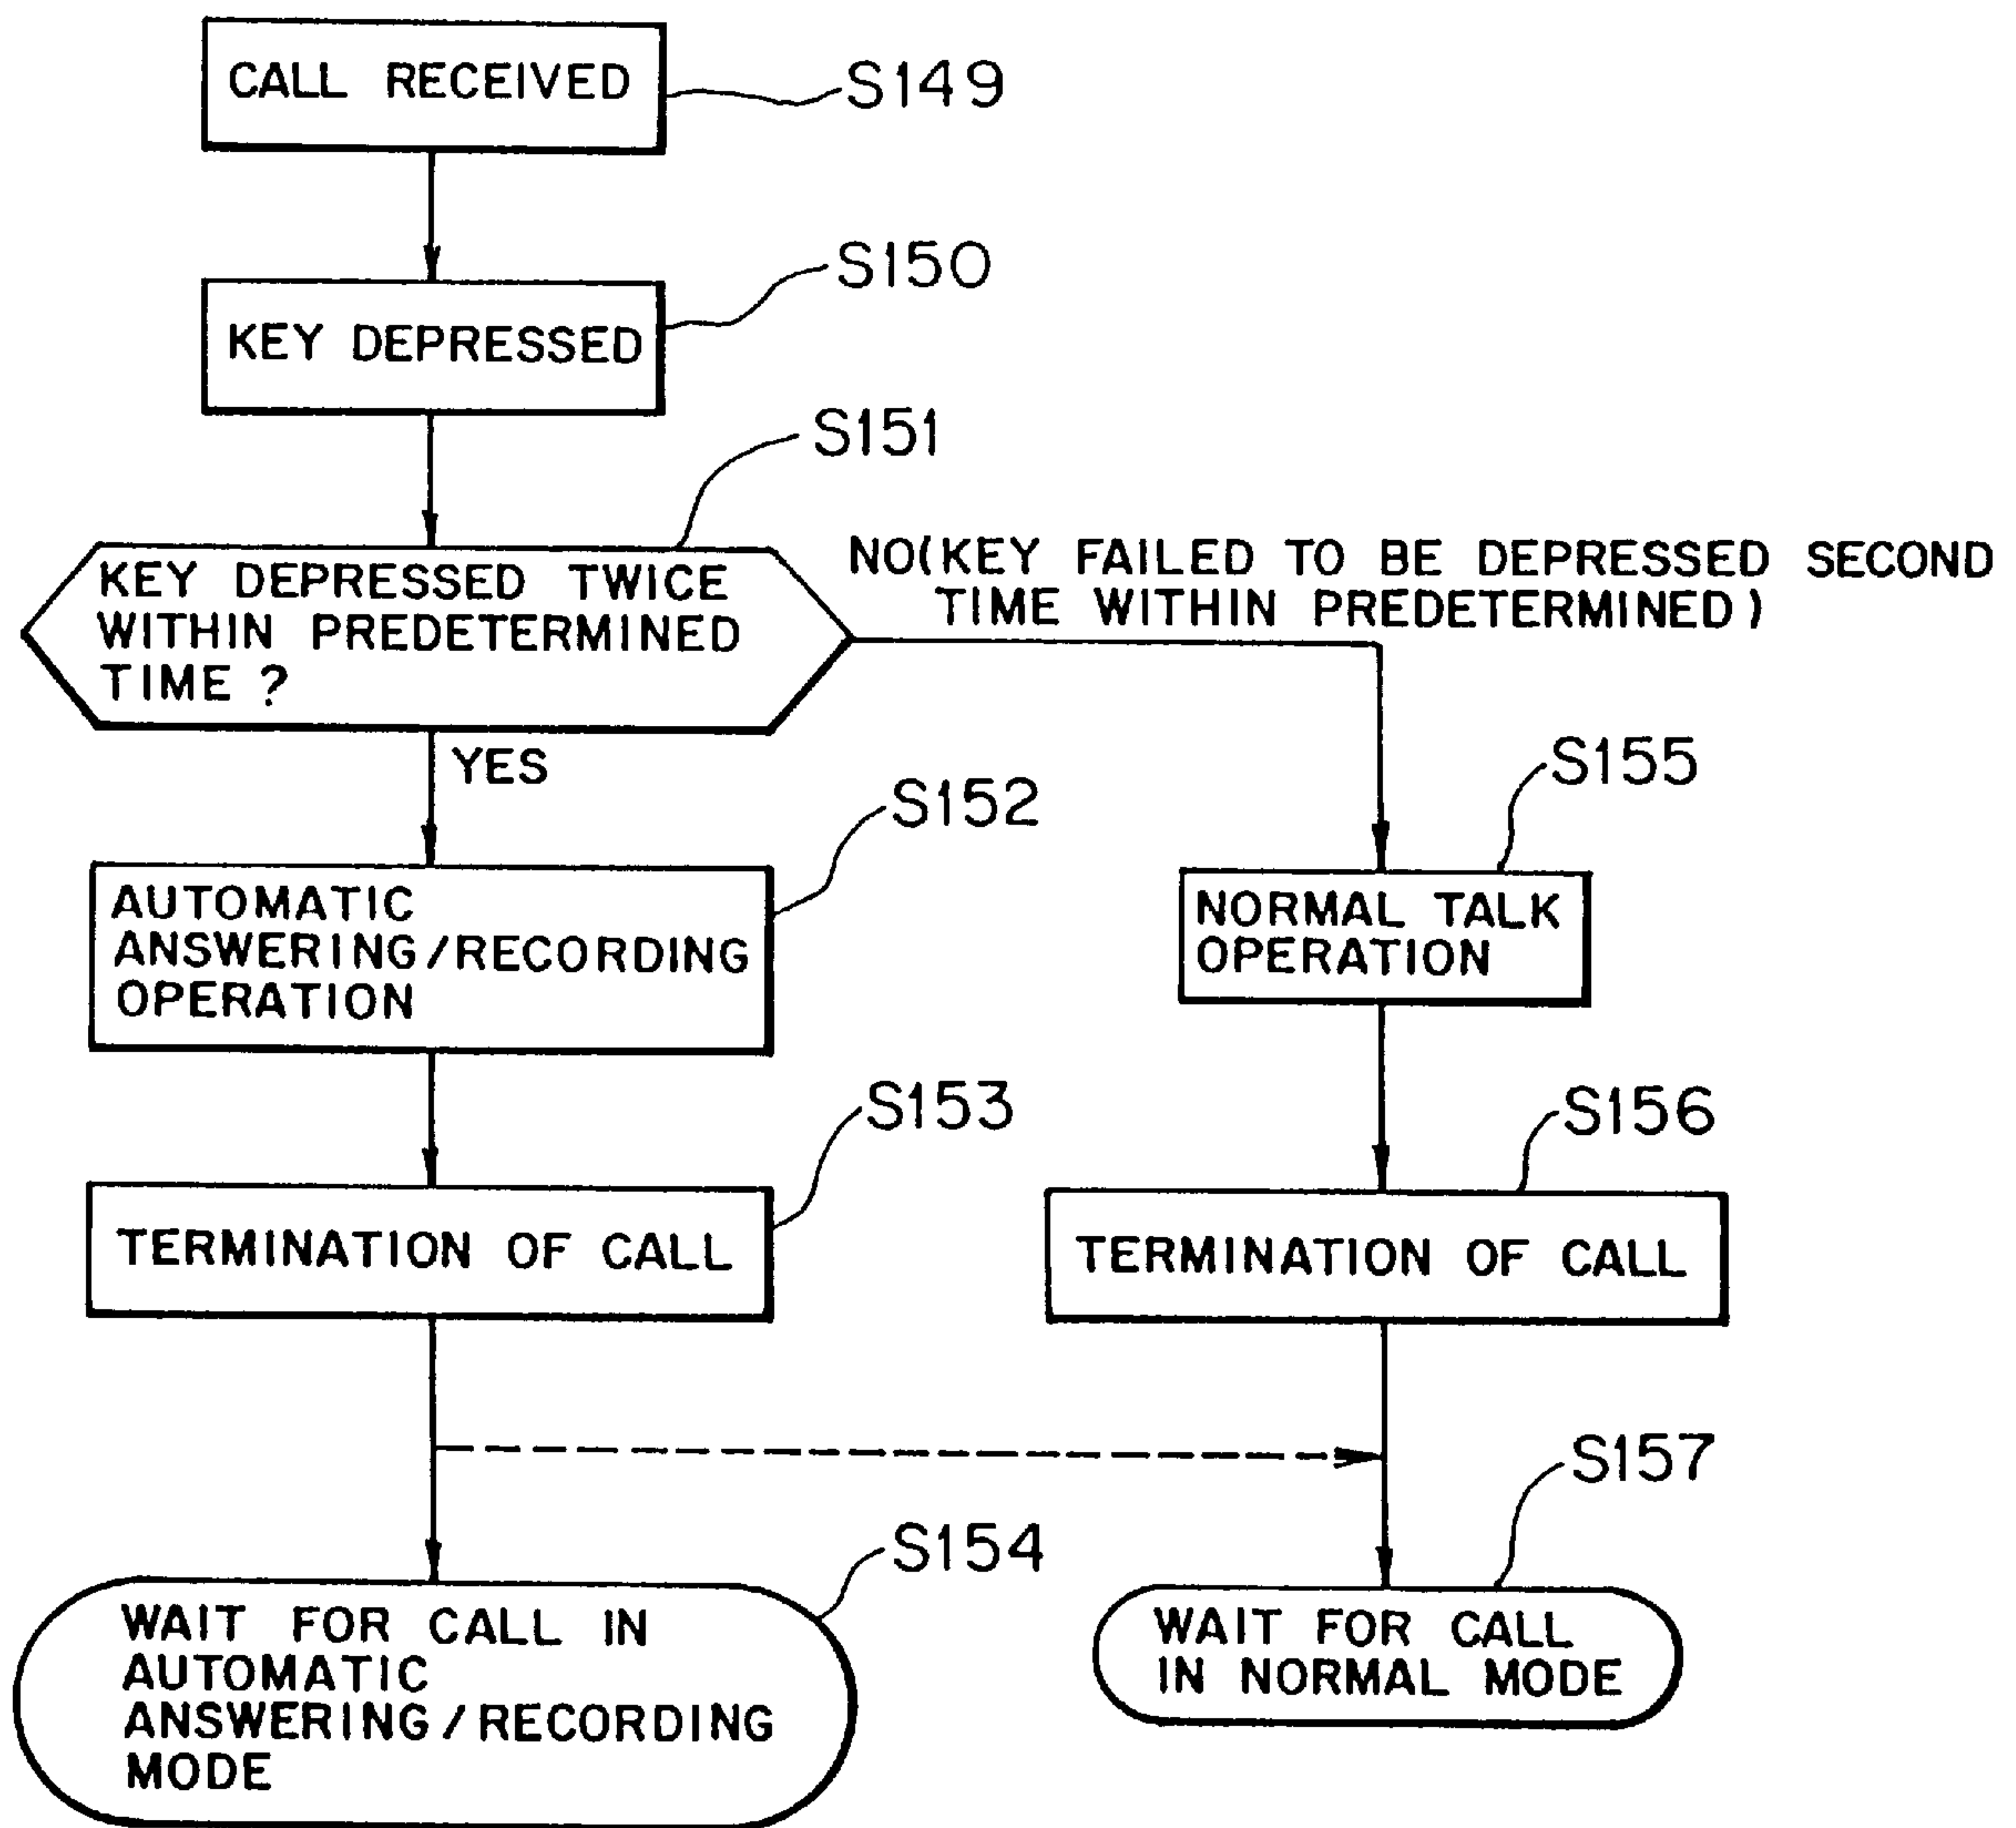 CALL RECEIVED
S149
KEY DEPRESSED
S150
S151
KEY DEPRESSED TWICE
WITHIN PREDETERMINED
TIME ?
NO(KEY FAILED TO BE DEPRESSED SECOND
TIME WITHIN PREDETERMINED)
YES
S152
AUTOMATIC
ANSWERING/RECORDING
OPERATION
S155
NORMAL TALK
OPERATION
S153
TERMINATION OF CALL
S156
TERMINATION OF CALL
S154
WAIT FOR CALL IN
AUTOMATIC
ANSWERING/RECORDING
MODE
S157
WAIT FOR CALL
IN NORMAL MODE